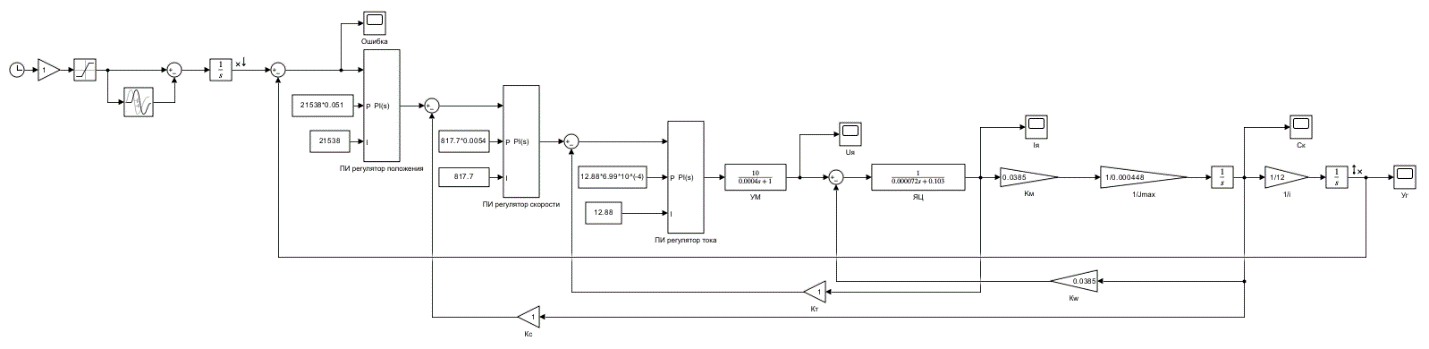 Ошибка
1
+
_
1
s
+
_
21538*0.051
P PI(s)
21538
I
ПИ регулятор положения
+
_
817.7*0.0054
P PI(s)
817.7
I
ПИ регулятор скорости
+
_
12.88*6.99*10^(-4)
P PI(s)
12.88
I
ПИ регулятор тока
10
0.0004s+1
УМ
Uя
+
_
1
0.000072s+0.103
ЯЦ
Iя
0.0385
Км
1/0.000448
1/Jmax
1
s
Ск
1/12
1/i
1
s
Уг
0.0385
Kw
1
Кт
1
Кс